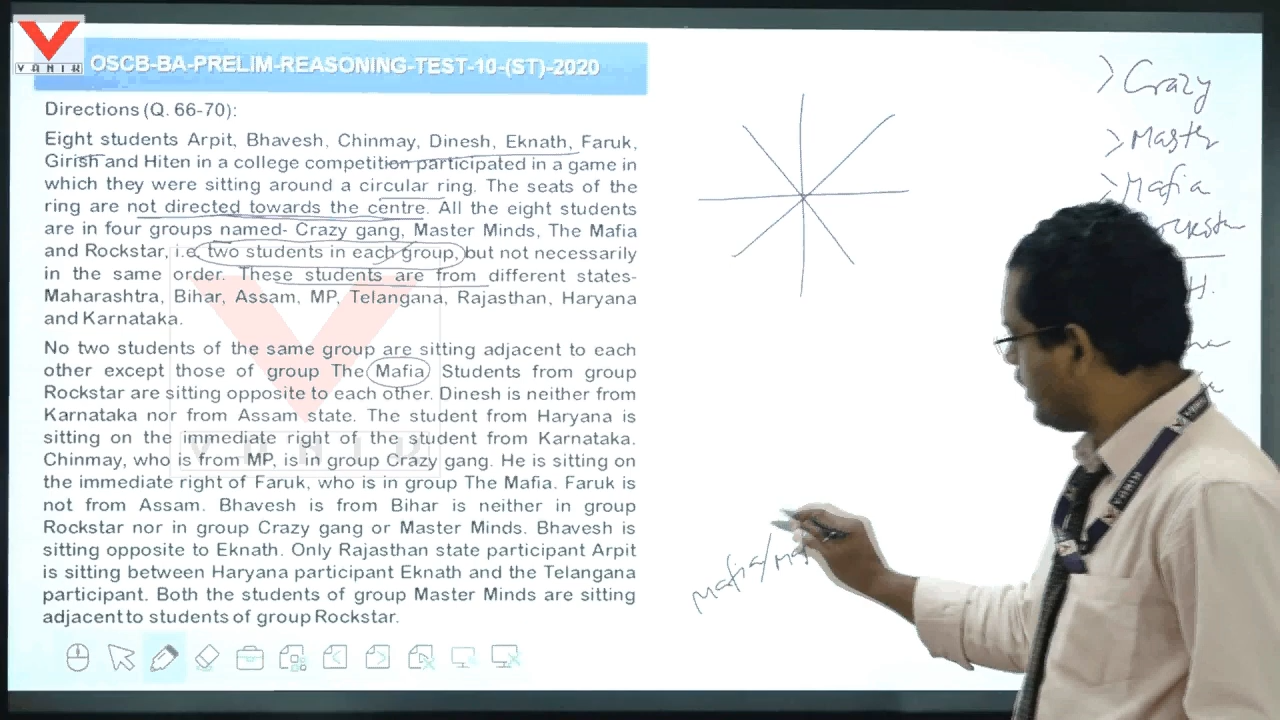 VANIK
OSCB-BA-PRELIM-REASONING-TEST-10-(ST)-2020
Directions (Q. 66-70):
Eight students Arpit, Bhavesh, Chinmay, Dinesh, Eknath, Faruk,
Girish and Hiten in a college competition participated in a game in
which they were sitting around a circular ring. The seats of the
ring are not directed towards the centre. All the eight students
are in four groups named- Crazy gang, Master Minds, The Mafia
and Rockstar, i.e. two students in each group, but not necessarily
in the same order. These students are from different states-
Maharashtra, Bihar, Assam, MP, Telangana, Rajasthan, Haryana
and Karnataka.
No two students of the same group are sitting adjacent to each
other except those of group The Mafia Students from group
Rockstar are sitting opposite to each other. Dinesh is neither from
Karnataka nor from Assam state. The student from Haryana is
sitting on the immediate right of the student from Karnataka.
Chinmay, who is from MP, is in group Crazy gang. He is sitting on
the immediate right of Faruk, who is in group The Mafia. Faruk is
not from Assam. Bhavesh is from Bihar is neither in group
Rockstar nor in group Crazy gang or Master Minds. Bhavesh is
sitting opposite to Eknath. Only Rajasthan state participant Arpit
is sitting between Haryana participant Eknath and the Telangana
participant. Both the students of group Master Minds are sitting
adjacent to students of group Rockstar.
VANIK
Crazy
Master
Mafia
H.
Mafia/Maf